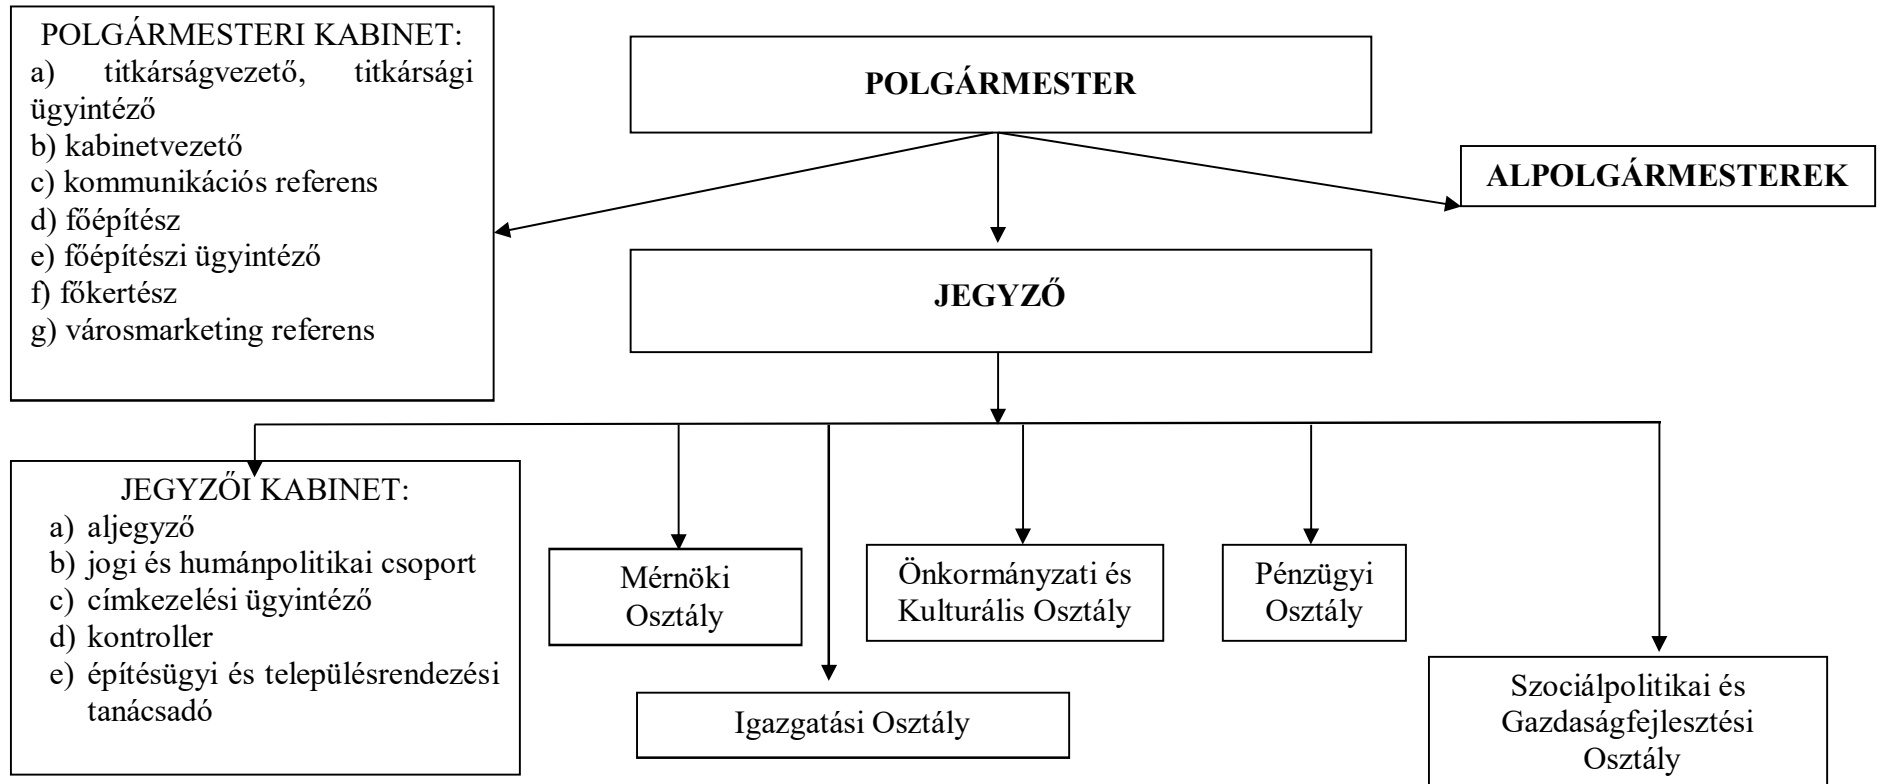 POLGÁRMESTERI KABINET:
a) titkárságvezető, titkársági
ügyintéző
b) kabinetvezető
c) kommunikációs referens
d) főépítész
e) főépítészi ügyintéző
f) főkertész
g) városmarketing referens
POLGÁRMESTER
ALPOLGÁRMESTEREK
JEGYZŐ
JEGYZŐI KABINET:
a) aljegyző
b) jogi és humánpolitikai csoport
c) címkezelési ügyintéző
d) kontroller
e) építésügyi és településrendezési
tanácsadó
Mérnöki
Osztály
Igazgatási Osztály
Önkormányzati és
Kulturális Osztály
Pénzügyi
Osztály
Szociálpolitikai és
Gazdaságfejlesztési
Osztály